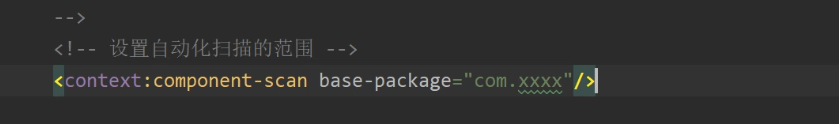 -->
<!-- 设置自动化扫描的范围 -->
<context:component-scan base-package="com.xxxx"/>